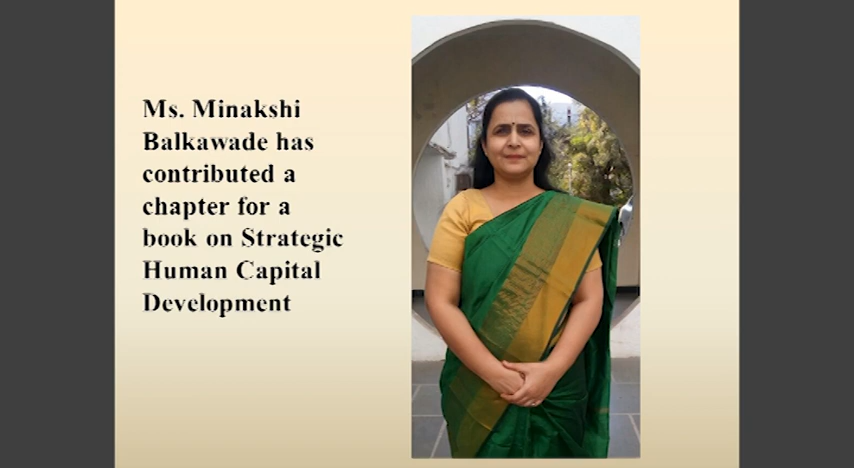 Ms. Minakshi
Balkawade has
contributed a
chapter for a
book on Strategic
Human Capital
Development